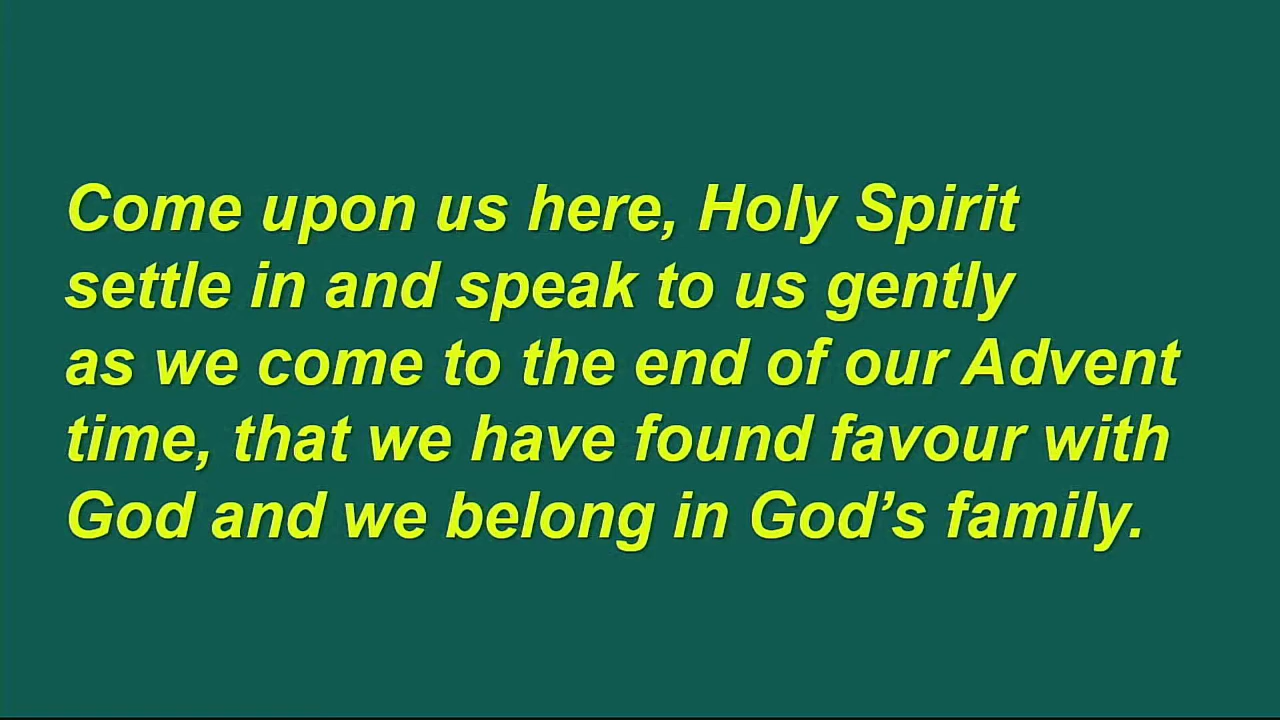 Come upon us here, Holy Spirit
settle in and speak to us gently
as we come to the end of our Advent
time, that we have found favour with
God and we belong in God’s family.